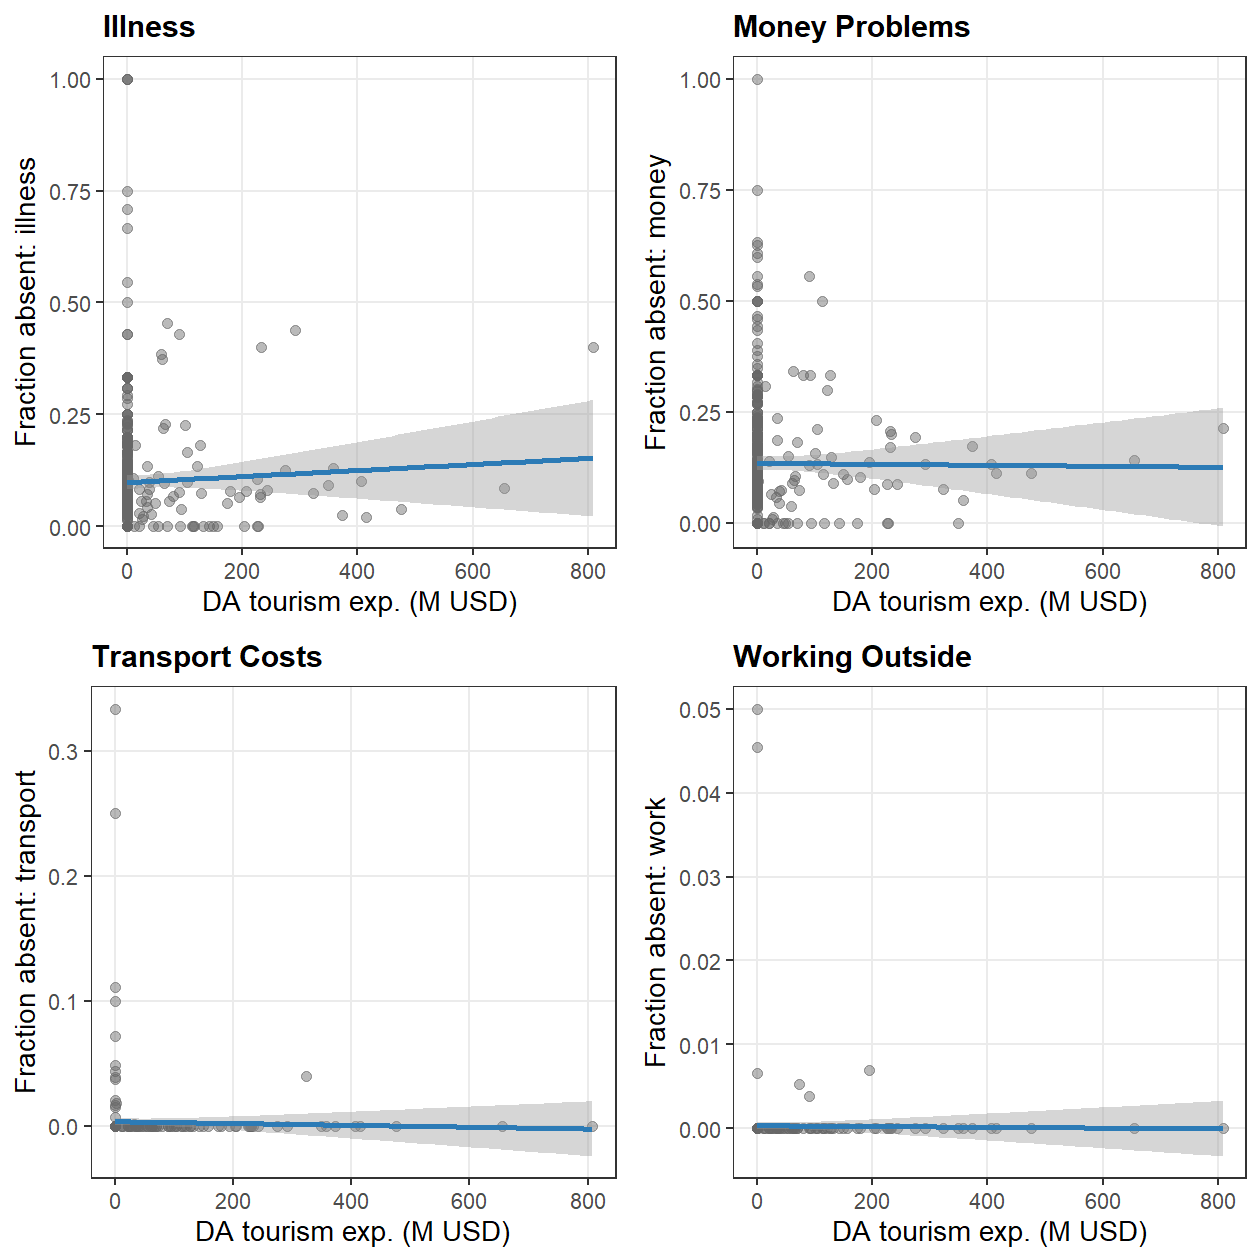 Illness
Fraction absent: illness
1.00
0.75
0.50
0.25
0.00
0 200 400 600 800
DA tourism exp. (M USD)
Money Problems
Fraction absent: money
1.00
0.75
0.50
0.25
0.00
0 200 400 600 800
DA tourism exp. (M USD)
Transport Costs
Fraction absent: transport
0.3
0.2
0.1
0.0
0 200 400 600 800
DA tourism exp. (M USD)
Working Outside
Fraction absent: work
0.05
0.04
0.03
0.02
0.01
0.00
0 200 400 600 800
DA tourism exp. (M USD)